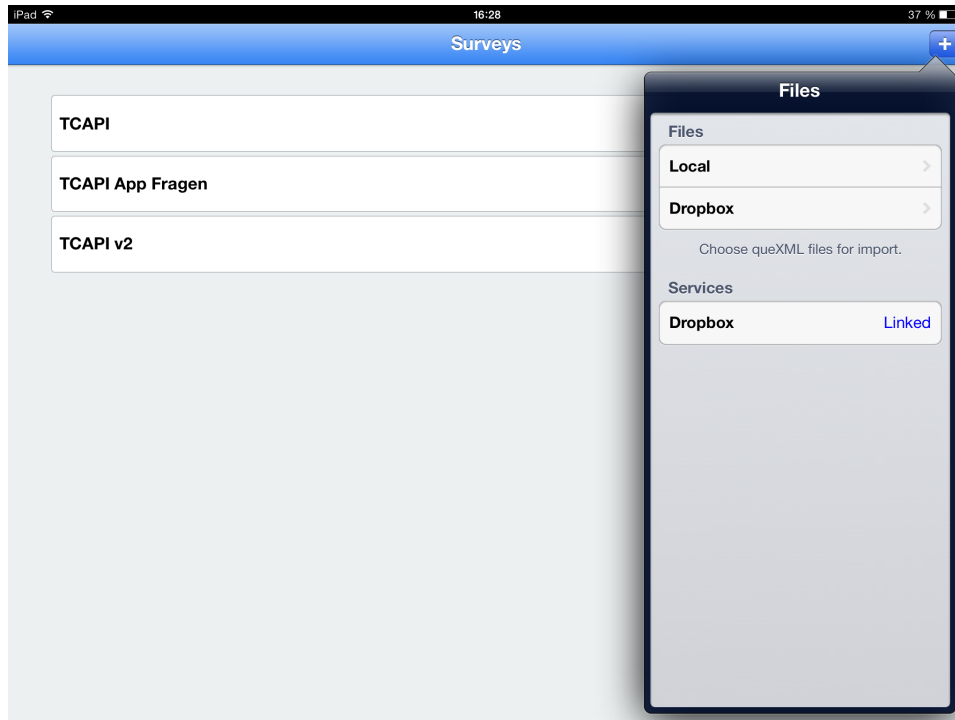 iPad 16:28 37 %
Surveys +
Files
TCAPI
TCAPI App Fragen
TCAPI v2
Files
Local
Dropbox
Choose queXML files for import.
Services
Dropbox Linked